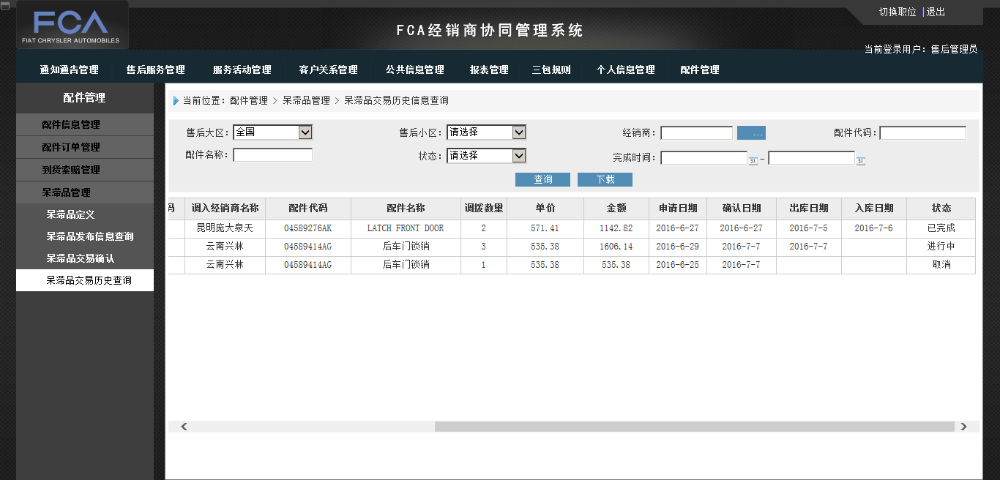 切换职位 | 退出
FCA
FIAT CHRYSLER AUTOMOBILES
FCA经销商协同管理系统
当前登录用户：售后管理员
通知通告管理 售后服务管理 服务活动管理 客户关系管理 公共信息管理 报表管理 三包规则 个人信息管理 配件管理
配件管理
配件信息管理
配件订单管理
到货索赔管理
呆滞品管理
呆滞品定义
呆滞品发布信息查询
呆滞品交易确认
呆滞品交易历史查询
当前位置：配件管理 > 呆滞品管理 > 呆滞品交易历史信息查询
售后大区：全国 售后小区：请选择 经销商： ... 配件代码：
配件名称： 状态：请选择 完成时间： 31 - 31
查询 下载
码 调入经销商名称 配件代码 配件名称 调拨数量 单价 金额 申请日期 确认日期 出库日期 入库日期 状态
昆明庞大泉天 04589276AK LATCH FRONT DOOR 2 571.41 1142.82 2016-6-27 2016-6-27 2016-7-5 2016-7-6 已完成
云南兴林 04589414AG 后车门锁销 3 535.38 1606.14 2016-6-29 2016-7-7 2016-7-7 进行中
云南兴林 04589414AG 后车门锁销 1 535.38 535.38 2016-6-25 2016-7-7 取消